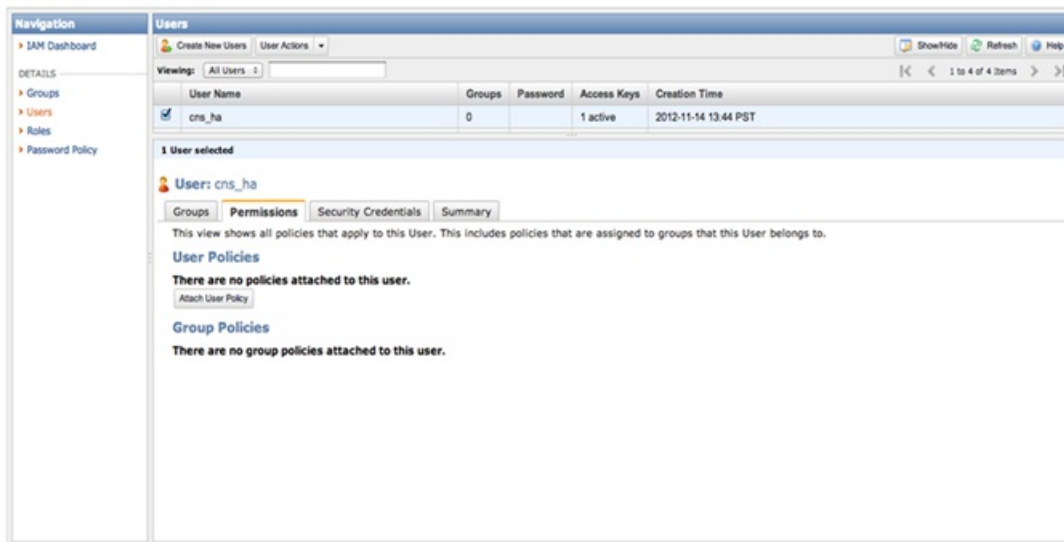 Navigation
IAM Dashboard
DETAILS
Groups
Users
Roles
Password Policy
Users
Create New Users User Actions
Show/Hide Refresh Help
Viewing: All Users 1 to 4 of 4 Items
User Name Groups Password Access Keys Creation Time
cns_ha 0 1 active 2012-11-14 13:44 PST
1 User selected
User: cns_ha
Groups Permissions Security Credentials Summary
This view shows all policies that apply to this User. This includes policies that are assigned to groups that this User belongs to.
User Policies
There are no policies attached to this user.
Attach User Policy
Group Policies
There are no group policies attached to this user.